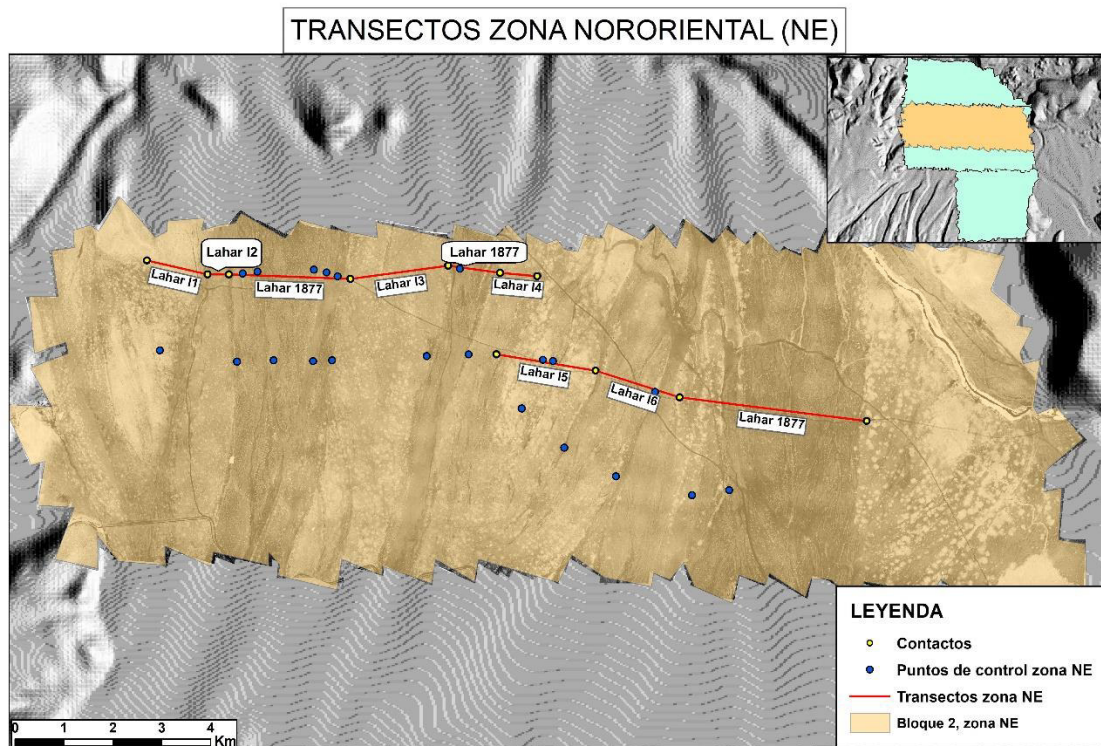 TRANSECTOS ZONA NORORIENTAL (NE)
Lahar I2
Lahar 1877
Lahar I1
Lahar 1877
Lahar I3
Lahar I4
Lahar I5
Lahar I6
Lahar 1877
LEYENDA
Contactos
Puntos de control zona NE
Transectos zona NE
Bloque 2, zona NE
0 1 2 3 4
Km